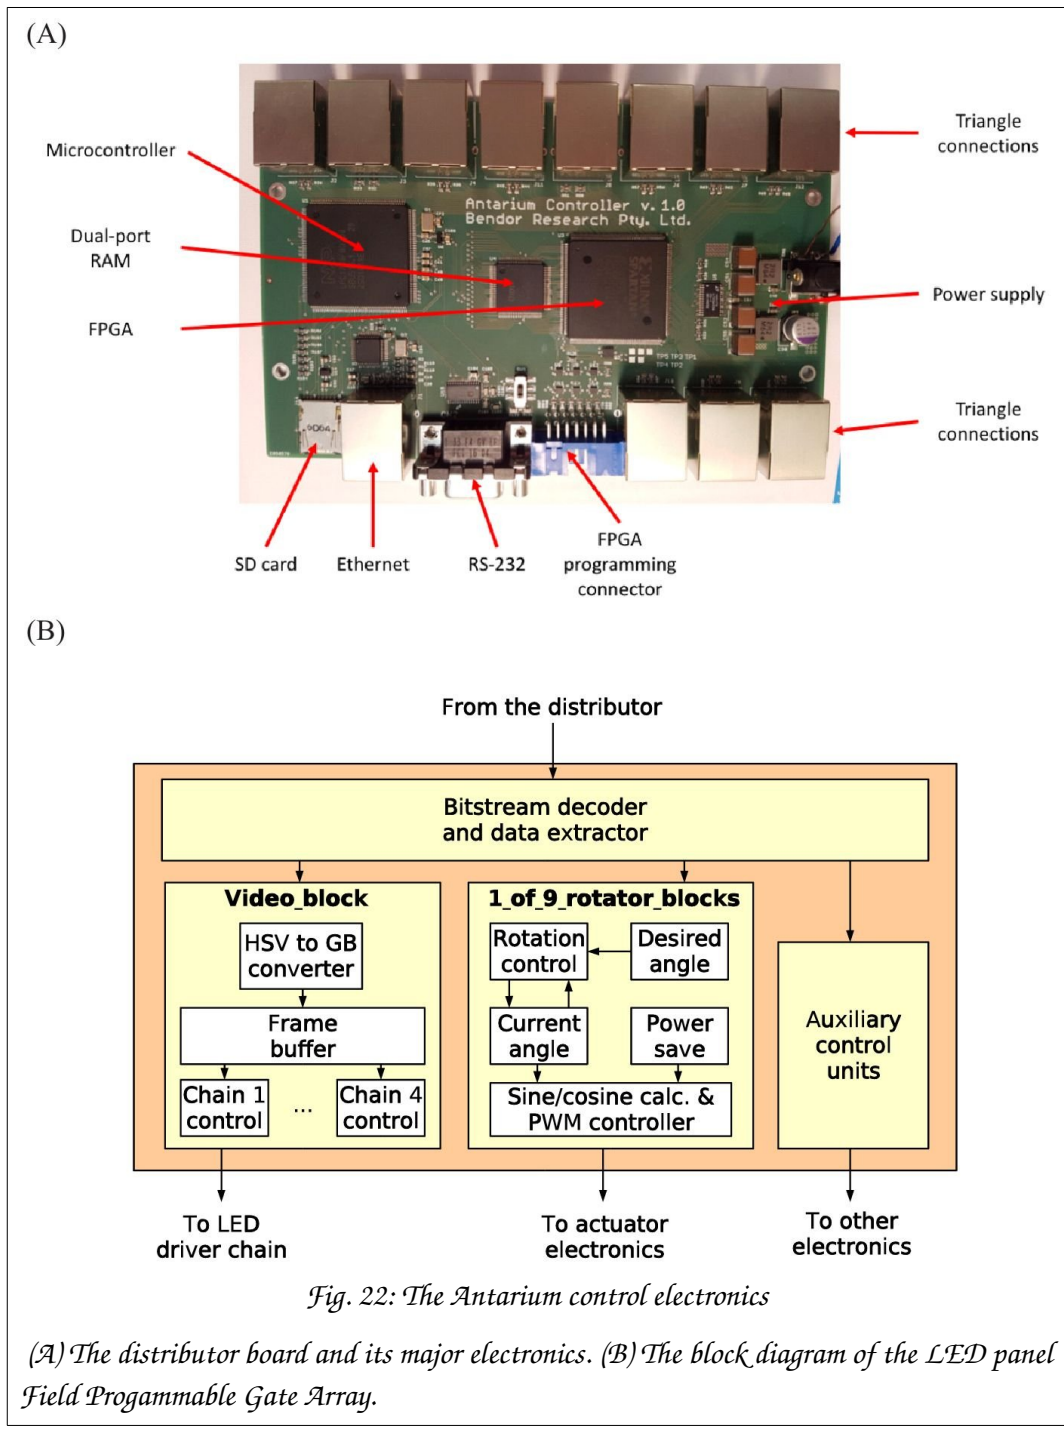 (A)
Microcontroller
Dual-port
RAM
FPGA
Triangle
connections
Antarium Controller v. 1.0
Bendor Research Pty. Ltd.
Power supply
TP5 TP3 TP1
TP4 TP2
Triangle
connections
SD card
Ethernet
RS-232
FPGA
programming
connector
(B)
From the distributor
Bitstream decoder
and data extractor
Video_block
HSV to GB
converter
Frame
buffer
Chain 1
control
...
Chain 4
control
1_of_9_rotator_blocks
Rotation
control
Desired
angle
Current
angle
Power
save
Sine/cosine calc. &
PWM controller
Auxiliary
control
units
To LED
driver chain
To actuator
electronics
To other
electronics
Fig. 22: The Antarium control electronics
(A) The distributor board and its major electronics. (B) The block diagram of the LED panel
Field Progammable Gate Array.